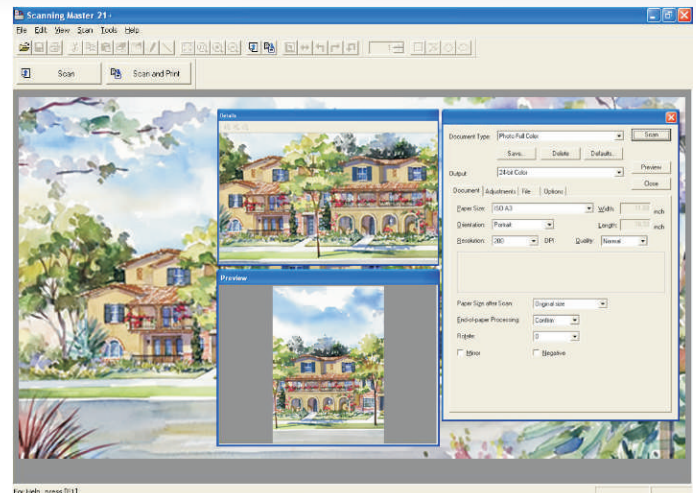 Scanning Master 21+
File Edit View Scan Tools Help
Scan Scan and Print
Details
Document Type: Photo-Full Color Scan
Save... Delete Defaults...
Output 24-bit Color Preview
Close
Document Adjustments File Options
Paper Size: ISO A3 Width: inch
Orientation: Portrait Length: inch
Resolution: 200 DPI Quality: Normal
Preview
Paper Size after Scan: Original size
End-of-paper Processing: Confirm
Rotate: 0
Mirror Negative
For Help, press [F1]